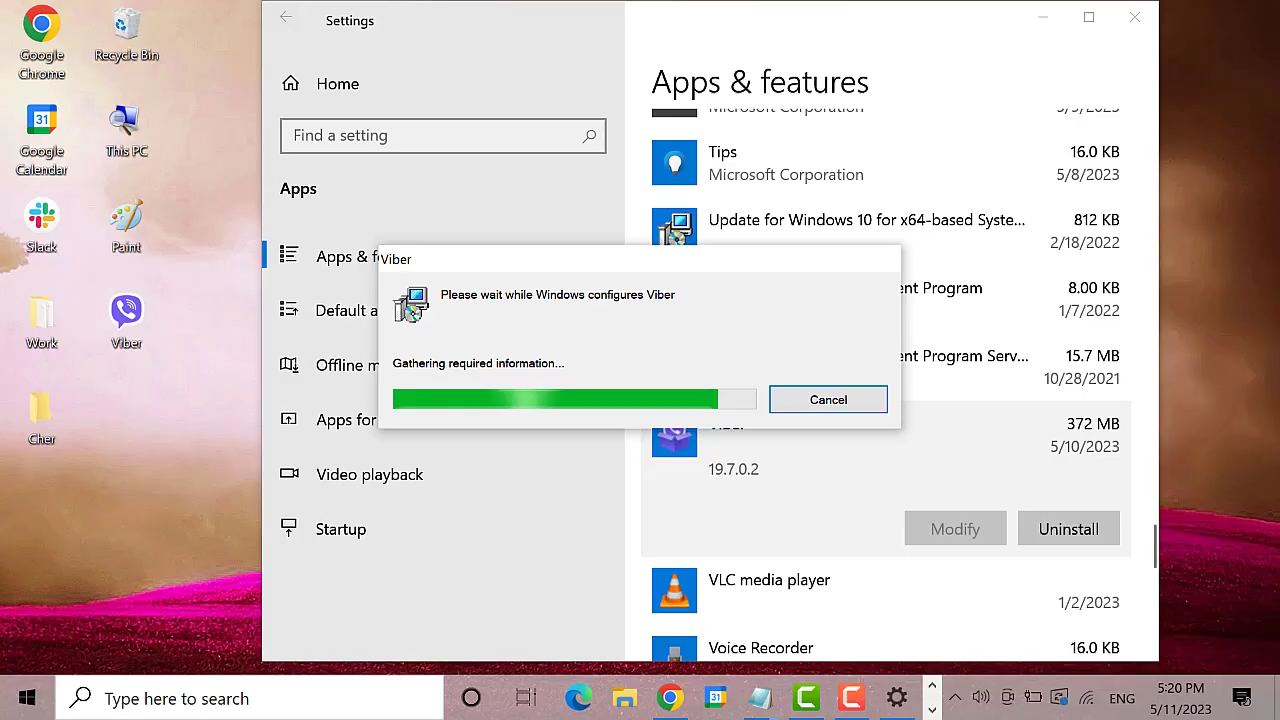 Google
Chrome
Recycle Bin
31
Google
Calendar
This PC
Slack
Paint
Work
Viber
Cher
Settings
Home
Find a setting
Apps
Apps & f
Default a
Offline m
Apps for
Video playback
Startup
Apps & features
Microsoft Corporation
Tips
16.0 KB
Microsoft Corporation
5/8/2023
Update for Windows 10 for x64-based Syste...
812 KB
2/18/2022
ent Program
8.00 KB
1/7/2022
ent Program Serv...
15.7 MB
10/28/2021
Viber
Please wait while Windows configures Viber
Gathering required information...
Cancel
372 MB
5/10/2023
19.7.0.2
Modify
Uninstall
VLC media player
1/2/2023
Voice Recorder
16.0 KB
Type here to search
31
ENG
5:20 PM
5/11/2023